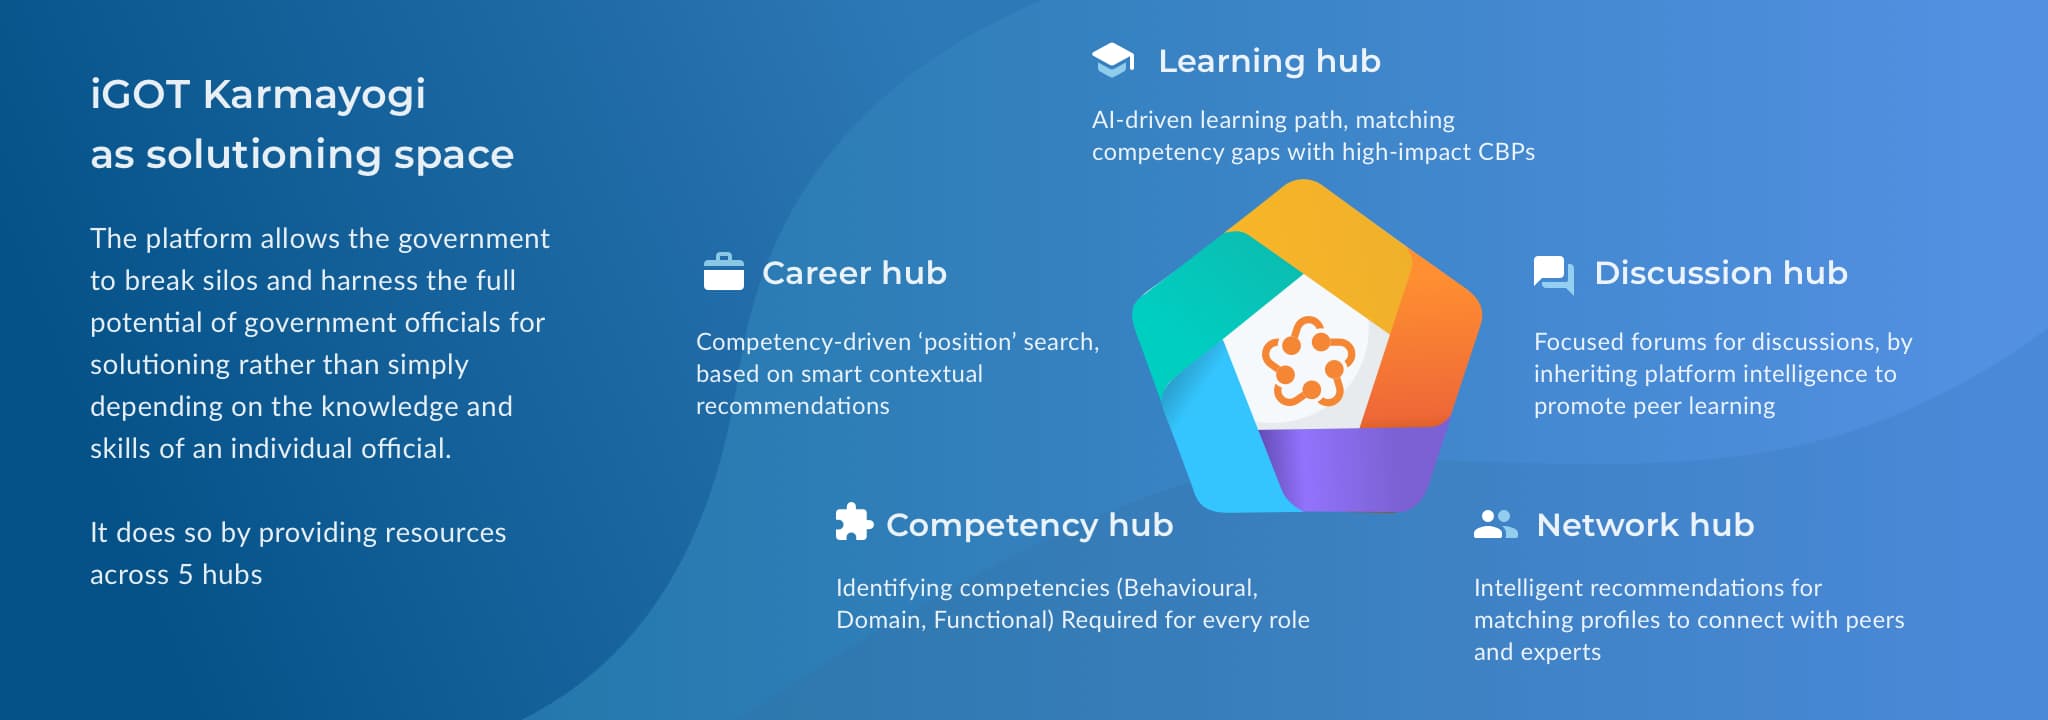 iGOT Karmayogi
as solutioning space
The platform allows the government
to break silos and harness the full
potential of government officials for
solutioning rather than simply
depending on the knowledge and
skills of an individual official.
It does so by providing resources
across 5 hubs
Learning hub
AI-driven learning path, matching
competency gaps with high-impact CBPs
Career hub
Competency-driven ‘position’ search,
based on smart contextual
recommendations
Discussion hub
Focused forums for discussions, by
inheriting platform intelligence to
promote peer learning
Competency hub
Identifying competencies (Behavioural,
Domain, Functional) Required for every role
Network hub
Intelligent recommendations for
matching profiles to connect with peers
and experts